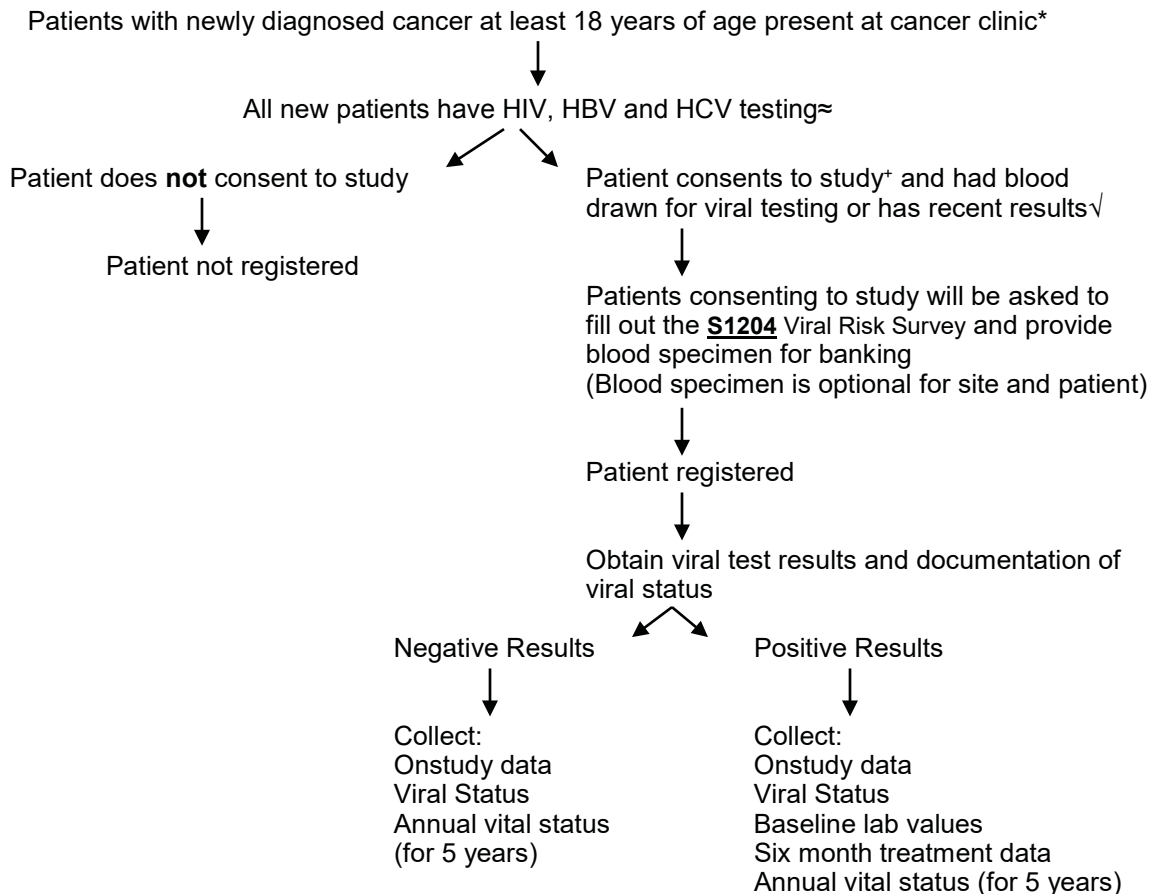 Patients with newly diagnosed cancer at least 18 years of age present at cancer clinic*
All new patients have HIV, HBV and HCV testing≈
Patient does not consent to study
Patient not registered
Patient consents to study⁺ and had blood
drawn for viral testing or has recent results√
Patients consenting to study will be asked to
fill out the S1204 Viral Risk Survey and provide
blood specimen for banking
(Blood specimen is optional for site and patient)
Patient registered
Obtain viral test results and documentation of
viral status
Negative Results
Collect:
Onstudy data
Viral Status
Annual vital status
(for 5 years)
Positive Results
Collect:
Onstudy data
Viral Status
Baseline lab values
Six month treatment data
Annual vital status (for 5 years)